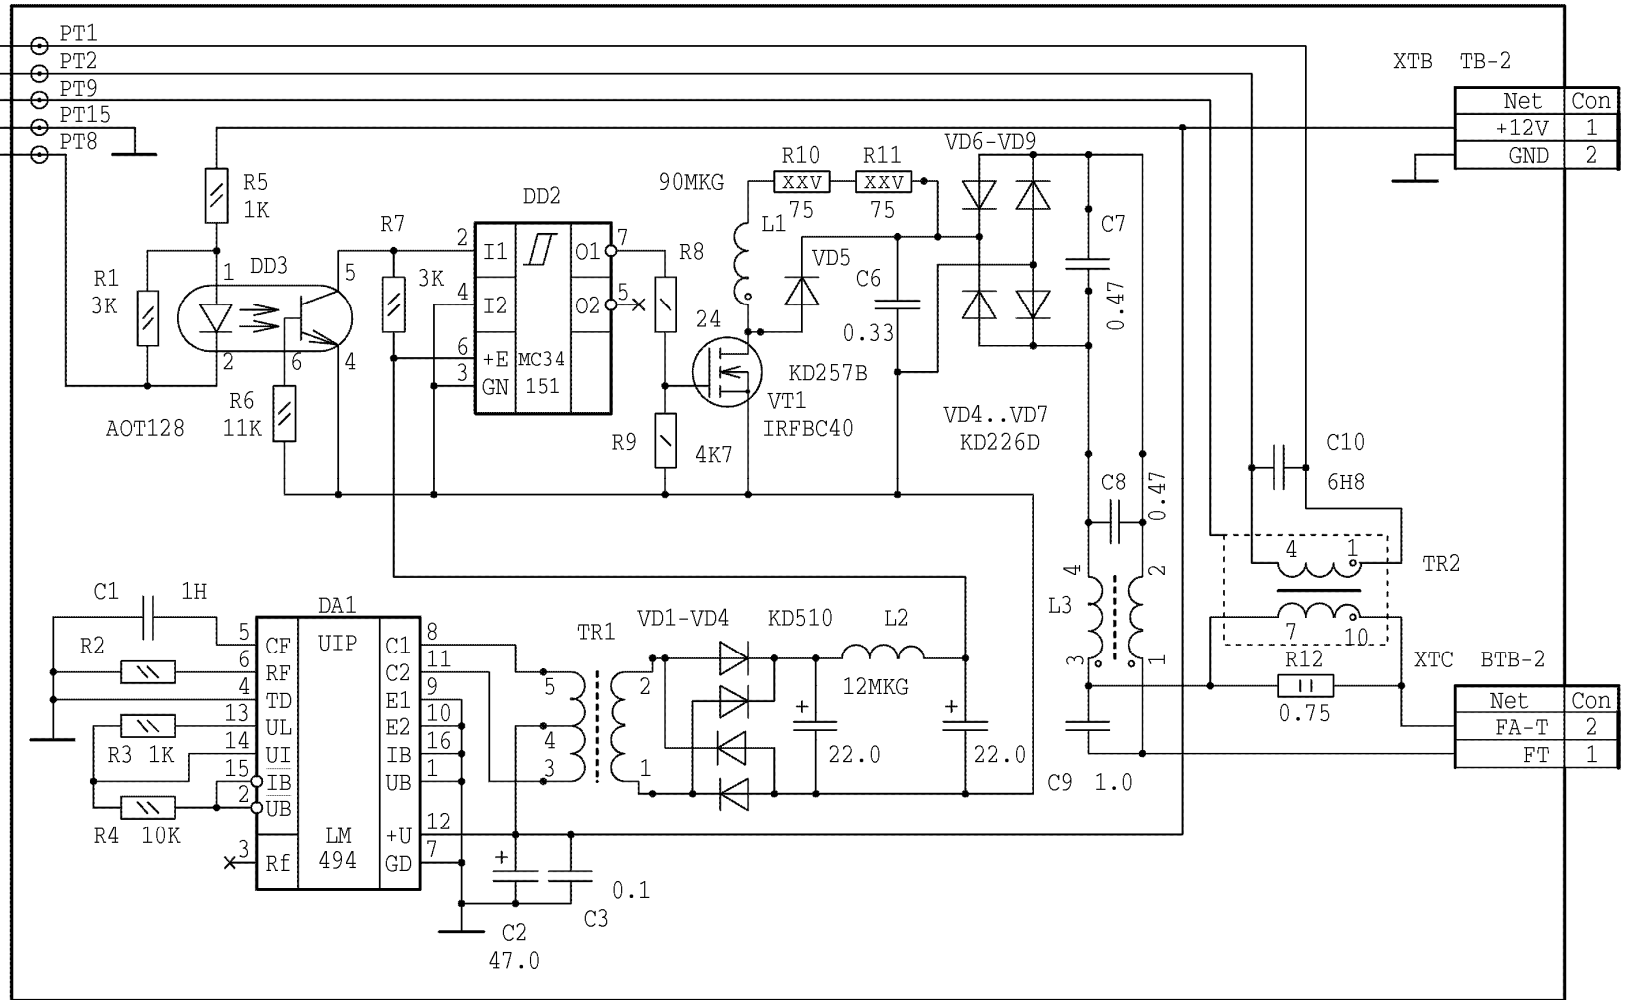 PT1
PT2
XTB TB-2
PT9
Net Con
PT15
+12V 1
PT8
VD6-VD9
GND 2
R10 R11
90MKG
XXV XXV
R5
DD2
1K
75 75
R7
L1
C7
2 I1 O1 7
R8
VD5
DD3
1
5
R1
3K
3K
C6
4 I2 O2 5
0.47
24
0.33
6 +E MC34
2 6 4
3 GN 151
KD257B
R6
VT1
11K
VD4..VD7
AOT128
IRFBC40
KD226D
R9
4K7
C10
C8
6H8
0.47
4 1
TR2
4 2
C1 1H
DA1
L3
VD1-VD4 KD510 L2
TR1
7 10
5 CF UIP C1 8
R2
3 1
6 RF C2 11
R12
XTC BTB-2
4 TD E1 9
5 2
12MKG
Net Con
13 UL E2 10
+ +
0.75
FA-T 2
R3 1K
14 UI IB 16
4
22.0 22.0
FT 1
15 IB UB 1
3 1
C9 1.0
2 UB
R4 10K
LM +U 12
3 Rf 494 GD 7
+
0.1
C3
C2
47.0